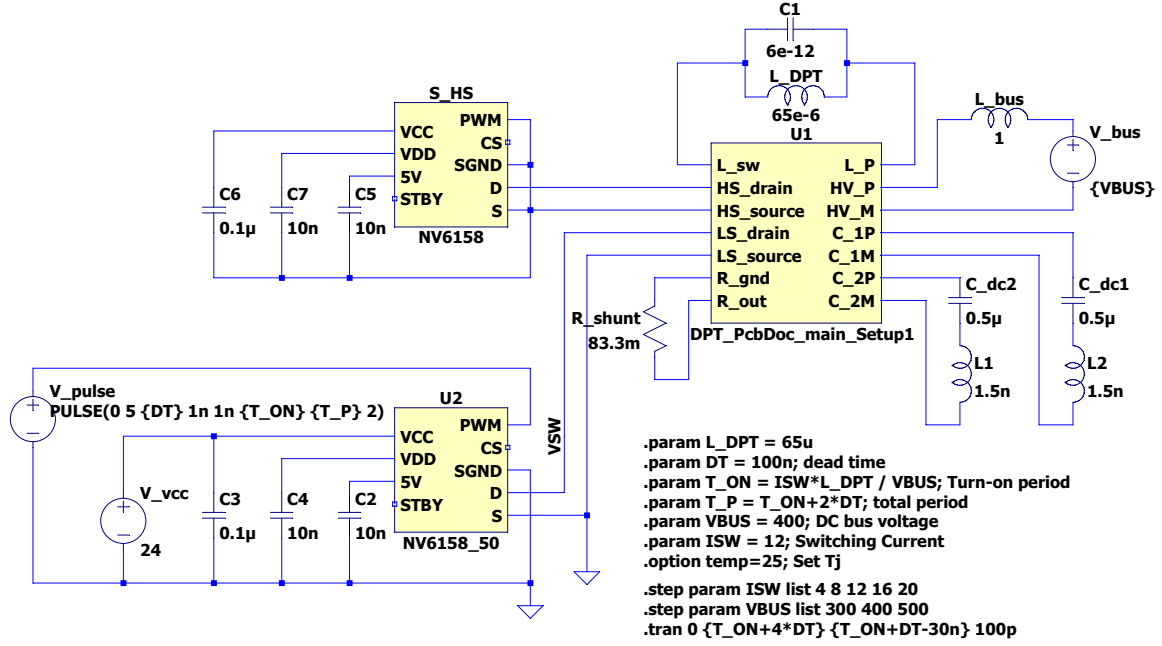 C1
6e-12
L_DPT
65e-6
U1
L_sw
L_P
HS_drain
HV_P
HS_source
HV_M
LS_drain
C_1P
LS_source
C_1M
R_gnd
C_2P
R_out
C_2M
DPT_PcbDoc_main_Setup1
L_bus
1
V_bus
{VBUS}
S_HS
PWM
VCC
CS
VDD
SGND
5V
D
STBY
S
NV6158
C6
0.1µ
C7
10n
C5
10n
R_shunt
83.3m
C_dc2
0.5µ
C_dc1
0.5µ
L1
1.5n
L2
1.5n
V_pulse
PULSE(0 5 {DT} 1n 1n {T_ON} {T_P} 2)
U2
PWM
VCC
CS
VDD
SGND
5V
D
STBY
S
NV6158_50
VSW
V_vcc
24
C3
0.1µ
C4
10n
C2
10n
.param L_DPT = 65u
.param DT = 100n; dead time
.param T_ON = ISW*L_DPT / VBUS; Turn-on period
.param T_P = T_ON+2*DT; total period
.param VBUS = 400; DC bus voltage
.param ISW = 12; Switching Current
.option temp=25; Set Tj
.step param ISW list 4 8 12 16 20
.step param VBUS list 300 400 500
.tran 0 {T_ON+4*DT} {T_ON+DT-30n} 100p